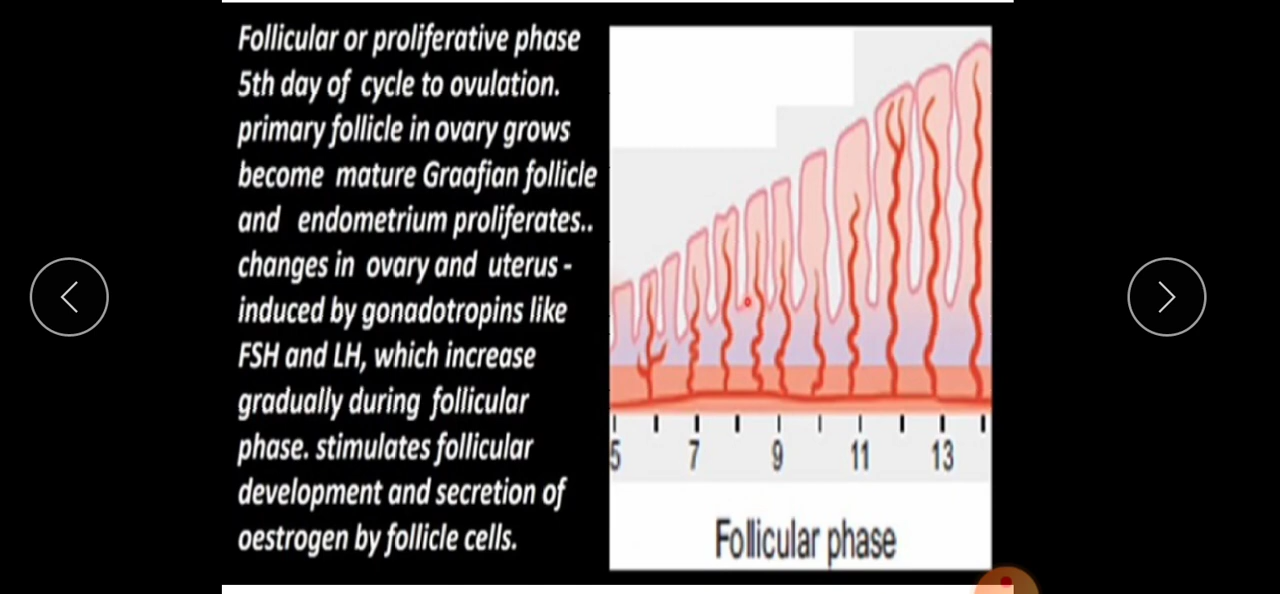 Follicular or proliferative phase
5th day of cycle to ovulation.
primary follicle in ovary grows
become mature Graafian follicle
and endometrium proliferates..
changes in ovary and uterus -
induced by gonadotropins like
FSH and LH, which increase
gradually during follicular
phase. stimulates follicular
development and secretion of
oestrogen by follicle cells.
5 7 9 11 13
Follicular phase